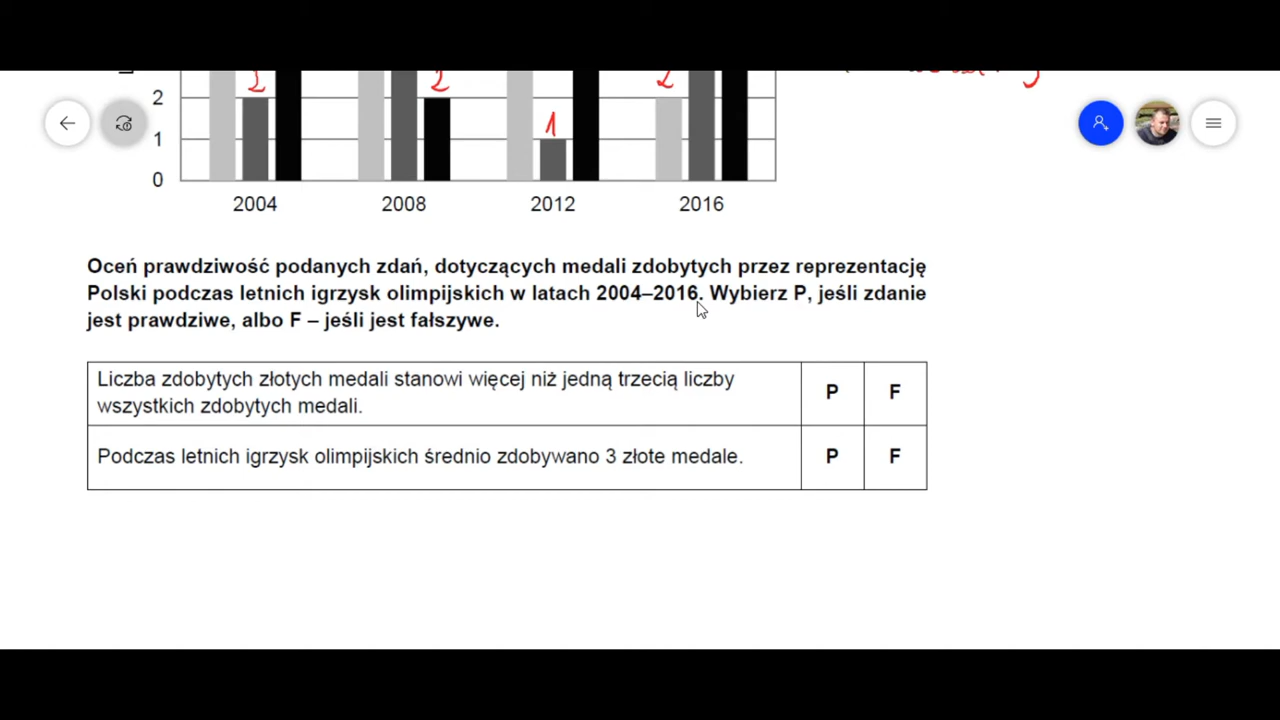 2
2
2
2
1
1
0
2004
2008
2012
2016
Oceń prawdziwość podanych zdań, dotyczących medali zdobytych przez reprezentację
Polski podczas letnich igrzysk olimpijskich w latach 2004–2016. Wybierz P, jeśli zdanie
jest prawdziwe, albo F – jeśli jest fałszywe.
Liczba zdobytych złotych medali stanowi więcej niż jedną trzecią liczby
wszystkich zdobytych medali.
P
F
Podczas letnich igrzysk olimpijskich średnio zdobywano 3 złote medale.
P
F